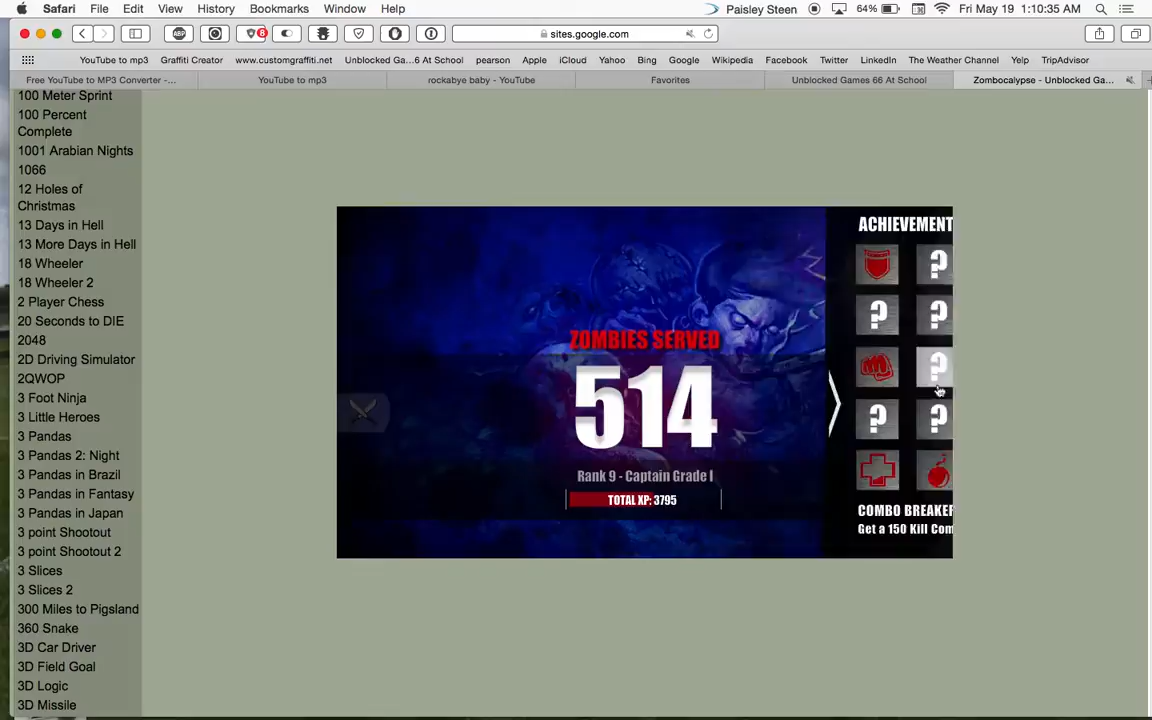 Safari File Edit View History Bookmarks Window Help Paisley Steen 64% Fri May 19 1:10:35 AM
ABP 8 sites.google.com
YouTube to mp3 Graffiti Creator www.customgraffiti.net Unblocked Ga...6 At School pearson Apple iCloud Yahoo Bing Google Wikipedia Facebook Twitter LinkedIn The Weather Channel Yelp TripAdvisor
Free YouTube to MP3 Converter -... YouTube to mp3 rockabye baby - YouTube Favorites Unblocked Games 66 At School Zombocalypse - Unblocked Ga...
100 Meter Sprint
100 Percent
Complete
1001 Arabian Nights
1066
12 Holes of
Christmas
13 Days in Hell
13 More Days in Hell
18 Wheeler
18 Wheeler 2
2 Player Chess
20 Seconds to DIE
2048
2D Driving Simulator
2QWOP
3 Foot Ninja
3 Little Heroes
3 Pandas
3 Pandas 2: Night
3 Pandas in Brazil
3 Pandas in Fantasy
3 Pandas in Japan
3 point Shootout
3 point Shootout 2
3 Slices
3 Slices 2
300 Miles to Pigsland
360 Snake
3D Car Driver
3D Field Goal
3D Logic
3D Missile
ZOMBIES SERVED
514
Rank 9 - Captain Grade I
TOTAL XP: 3795
ACHIEVEMENT
?
? ?
?
? ?
COMBO BREAKER
Get a 150 Kill Com